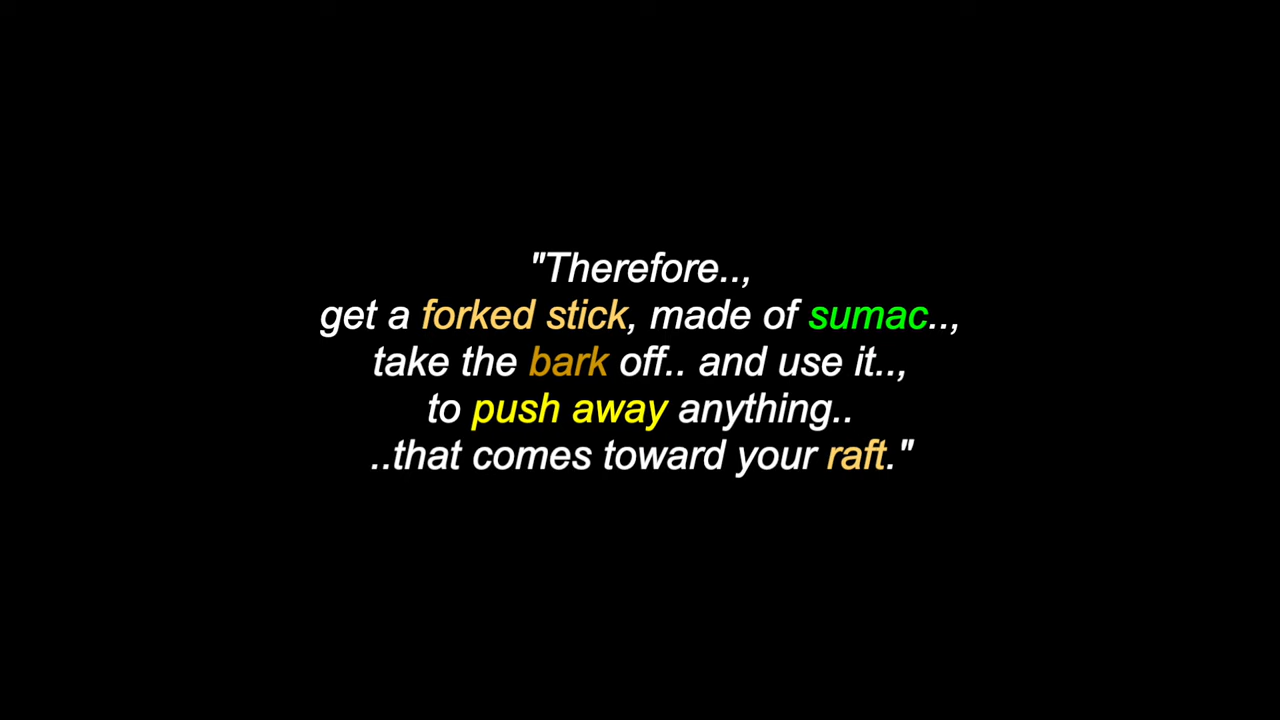 "Therefore..,
get a forked stick, made of sumac..,
take the bark off.. and use it..,
to push away anything..
..that comes toward your raft."